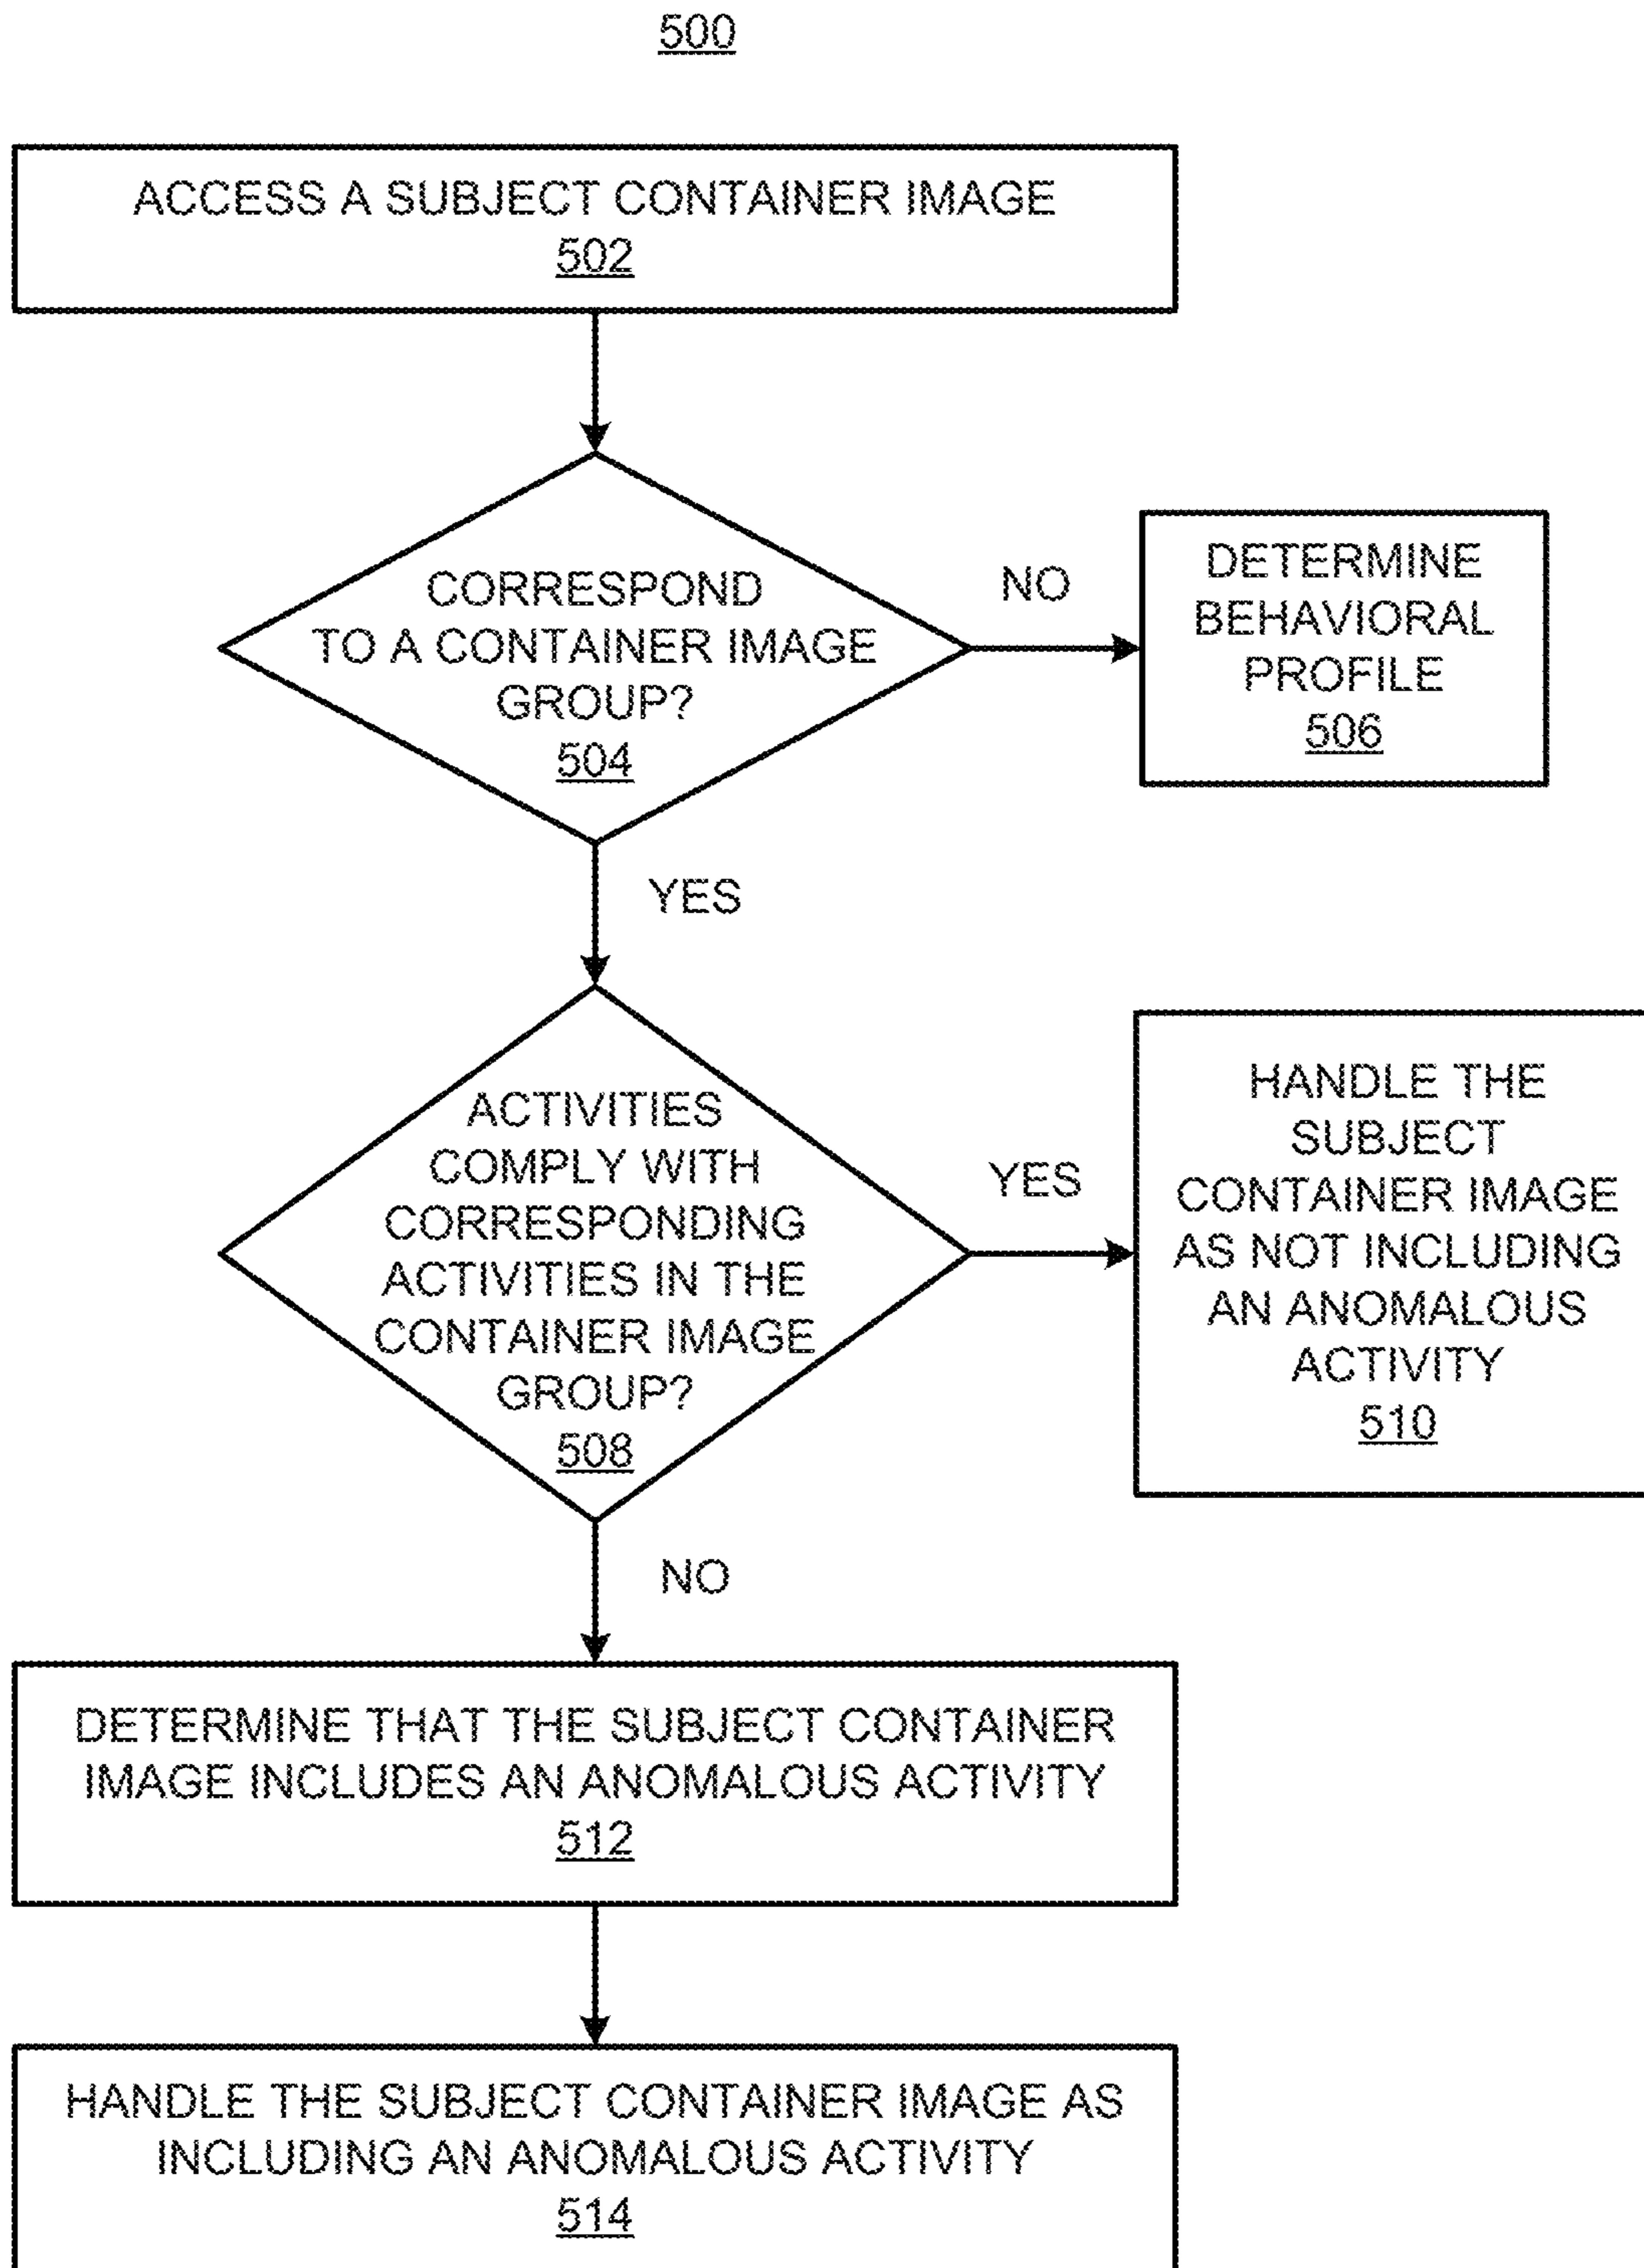 500
ACCESS A SUBJECT CONTAINER IMAGE
502
CORRESPOND
TO A CONTAINER IMAGE
GROUP?
504
NO
DETERMINE
BEHAVIORAL
PROFILE
506
YES
ACTIVITIES
COMPLY WITH
CORRESPONDING
ACTIVITIES IN THE
CONTAINER IMAGE
GROUP?
508
YES
HANDLE THE
SUBJECT
CONTAINER IMAGE
AS NOT INCLUDING
AN ANOMALOUS
ACTIVITY
510
NO
DETERMINE THAT THE SUBJECT CONTAINER
IMAGE INCLUDES AN ANOMALOUS ACTIVITY
512
HANDLE THE SUBJECT CONTAINER IMAGE AS
INCLUDING AN ANOMALOUS ACTIVITY
514